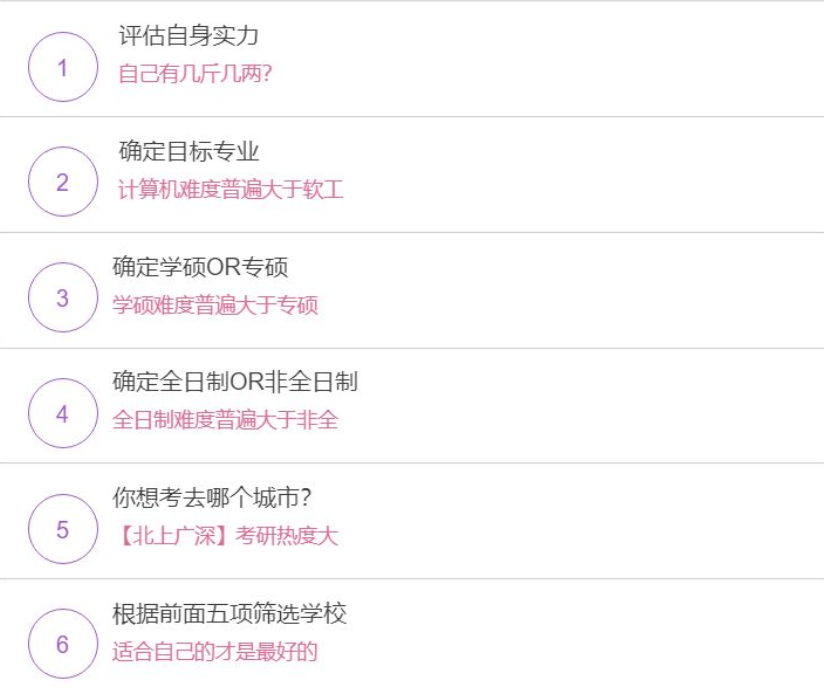 1
评估自身实力
自己有几斤几两?
2
确定目标专业
计算机难度普遍大于软工
3
确定学硕OR专硕
学硕难度普遍大于专硕
4
确定全日制OR非全日制
全日制难度普遍大于非全
5
你想考去哪个城市?
【北上广深】考研热度大
6
根据前面五项筛选学校
适合自己的才是最好的